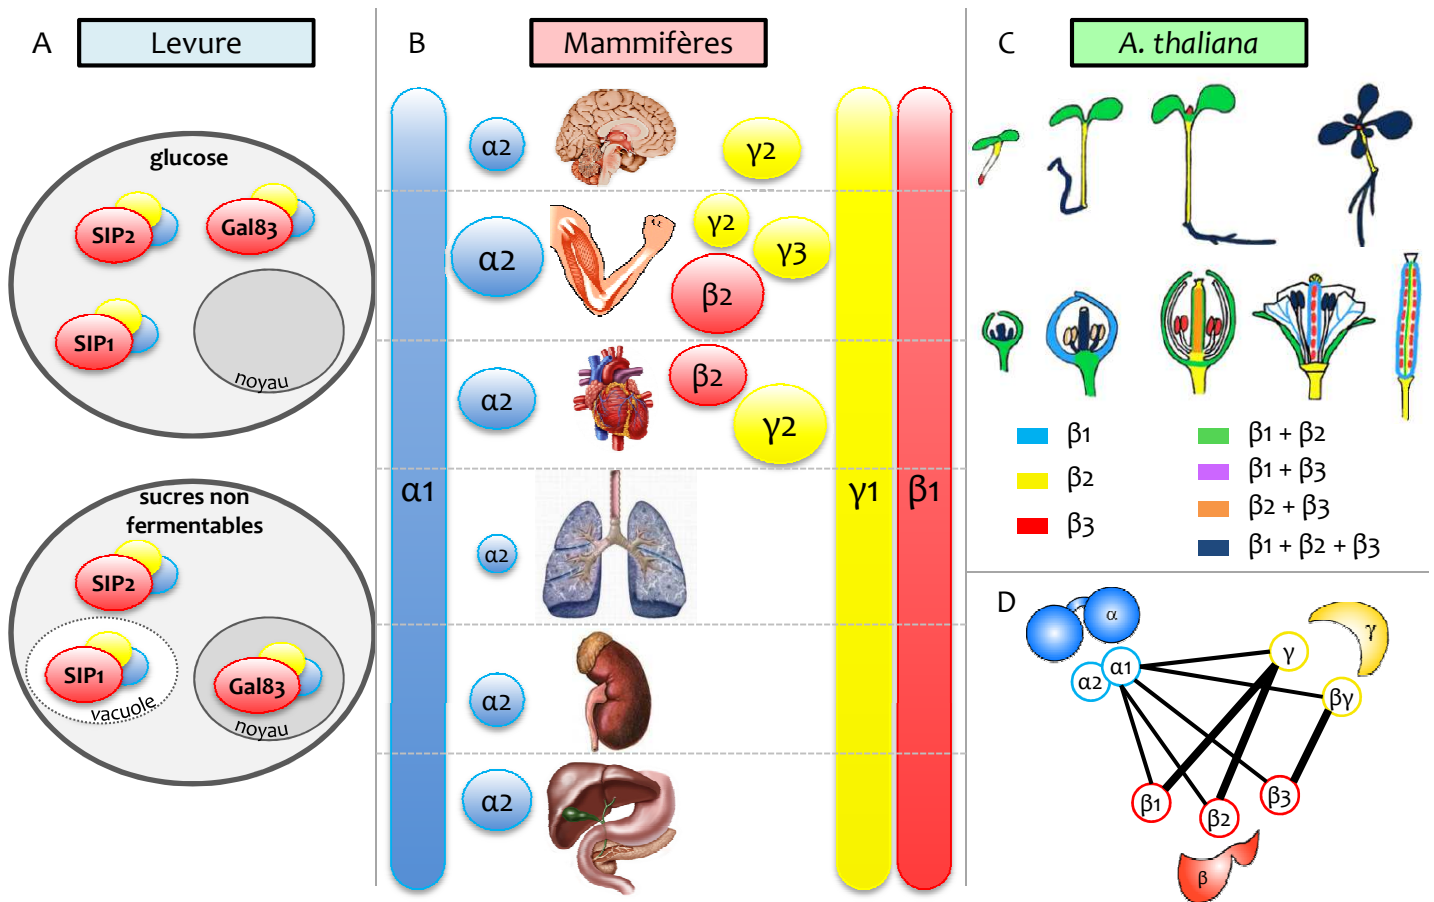 A
Levure
glucose
SIP2
Gal83
SIP1
noyau
sucres non
fermentables
SIP2
SIP1
vacuole
Gal83
noyau
B
Mammifères
α1
γ1
β1
α2
γ2
α2
γ2
γ3
β2
α2
β2
γ2
α2
α2
α2
C
A. thaliana
β1
β2
β3
β1 + β2
β1 + β3
β2 + β3
β1 + β2 + β3
D
α
γ
α1
α2
γ
βγ
β1
β2
β3
β